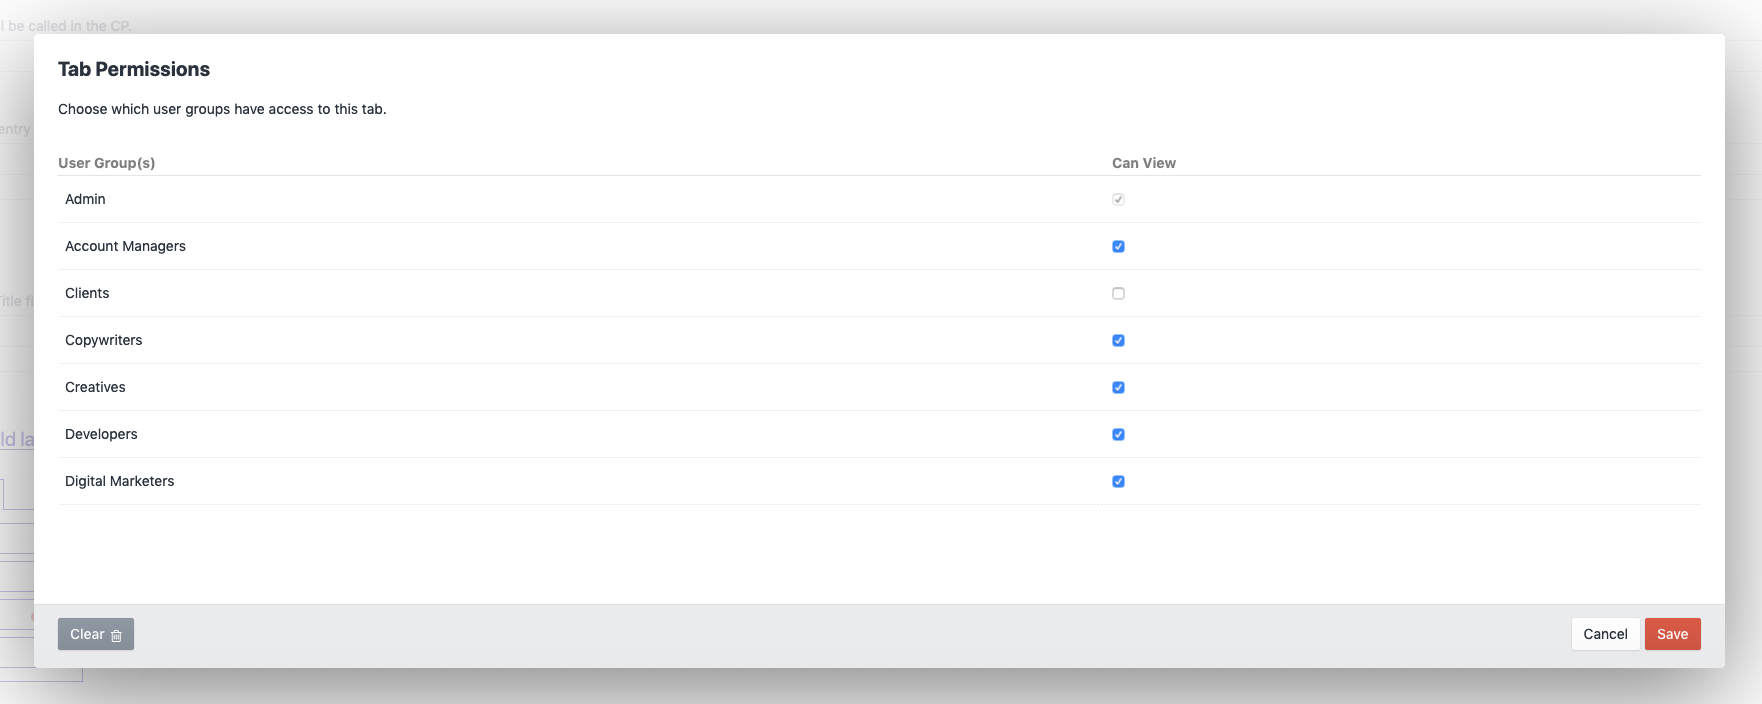 l be called in the CP.
Tab Permissions
Choose which user groups have access to this tab.
entry
User Group(s) Can View
Admin
Account Managers
Clients
Title fi
Copywriters
Creatives
Developers
ld la
Digital Marketers
Clear
Cancel
Save